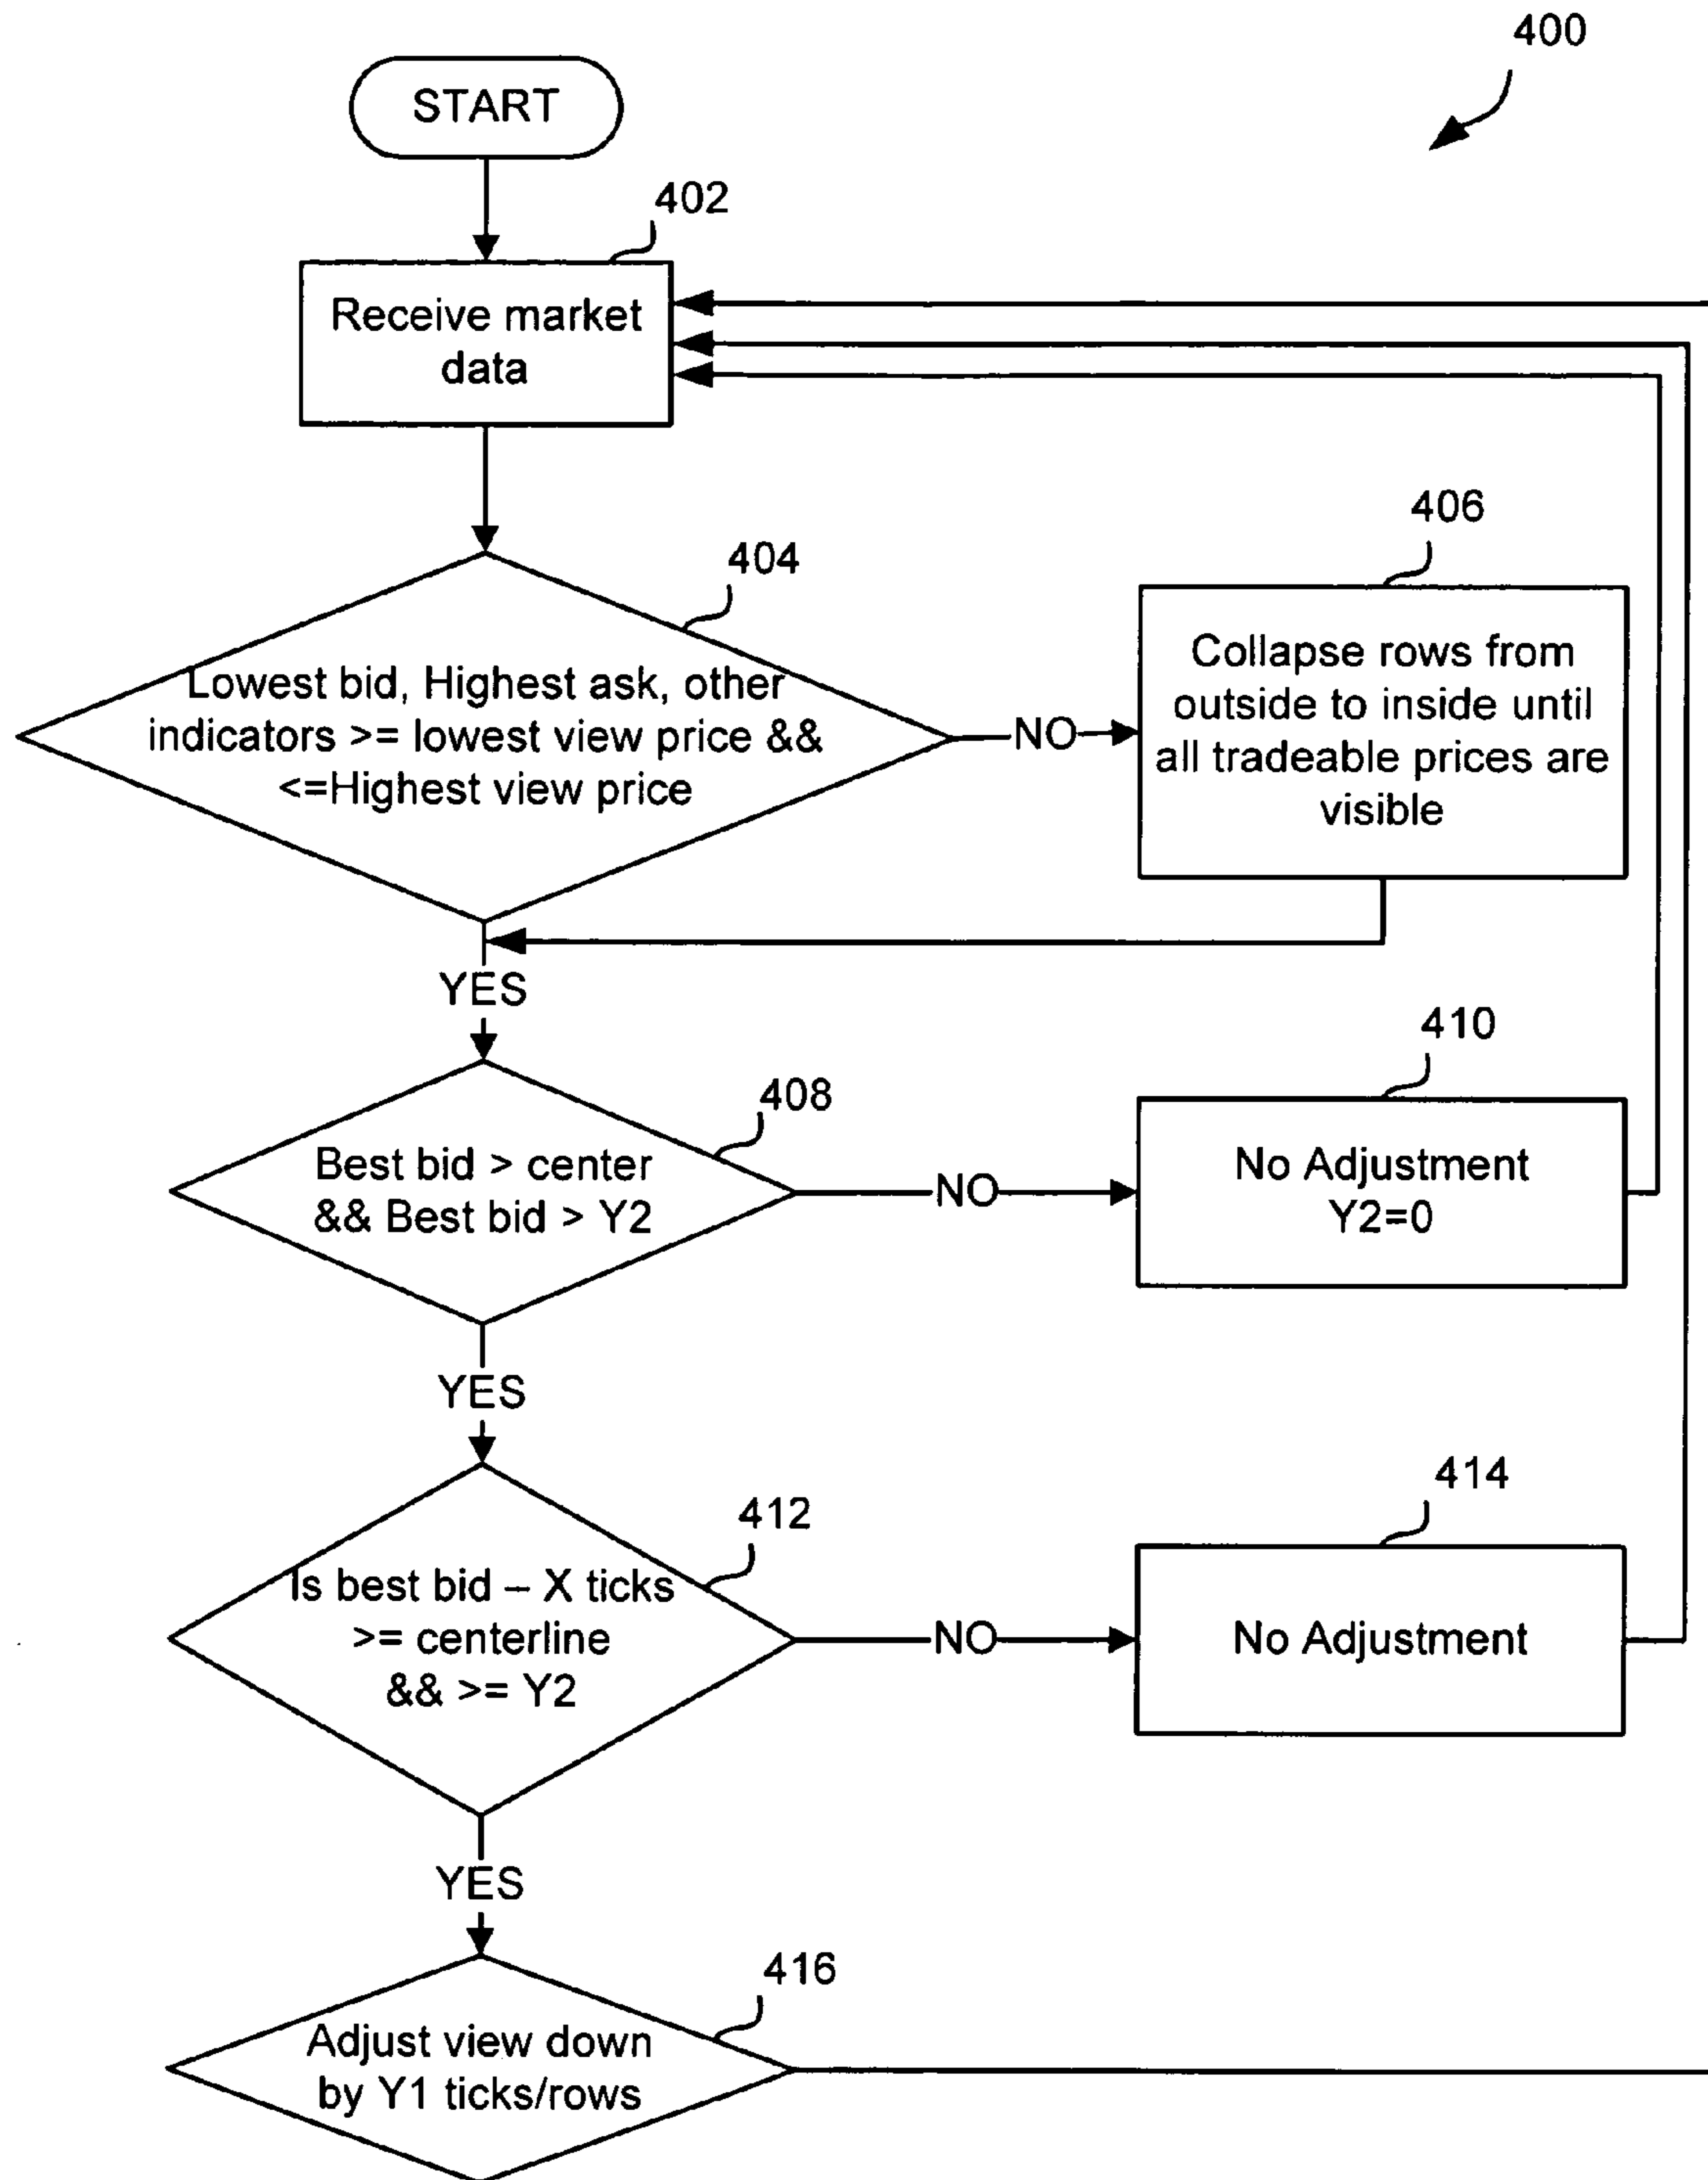 400
START
402
Receive market
data
404
Lowest bid, Highest ask, other
indicators >= lowest view price &&
<=Highest view price
NO
406
Collapse rows from
outside to inside until
all tradeable prices are
visible
YES
408
Best bid > center
&& Best bid > Y2
NO
410
No Adjustment
Y2=0
YES
412
Is best bid – X ticks
>= centerline
&& >= Y2
NO
414
No Adjustment
YES
416
Adjust view down
by Y1 ticks/rows